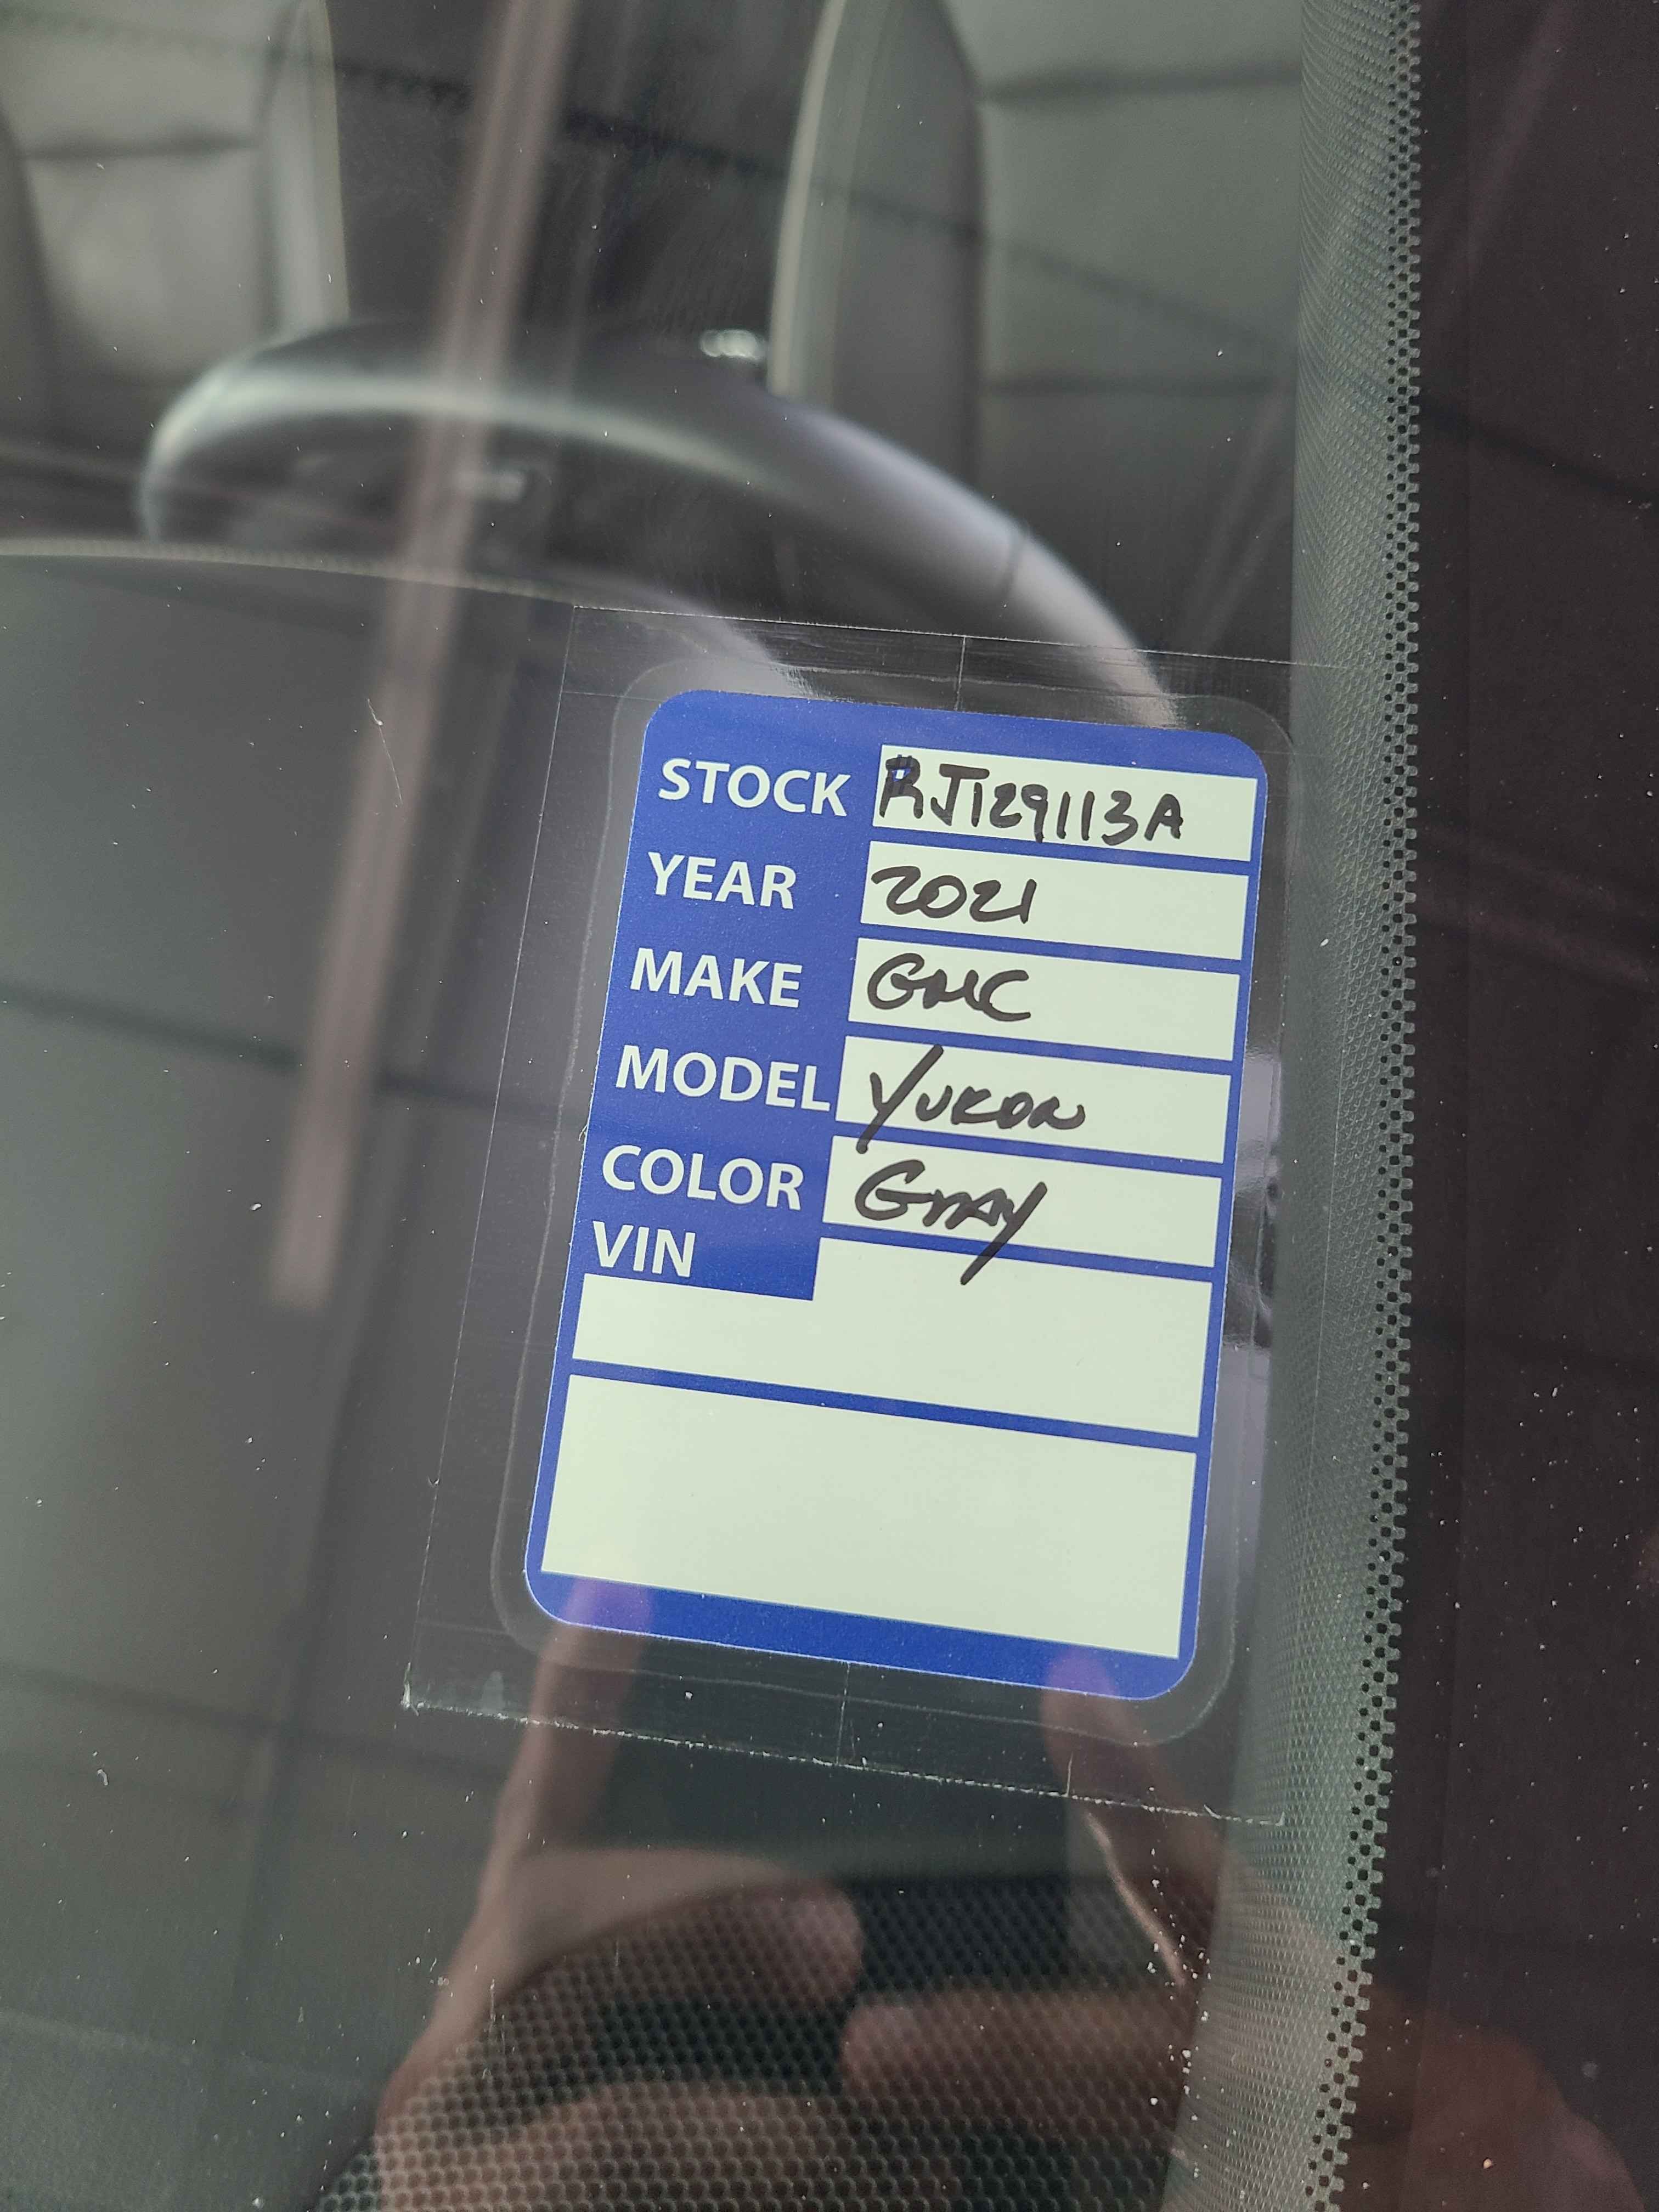 STOCK RJ129113A
YEAR 2021
MAKE GMC
MODEL YUKON
COLOR GRAY
VIN